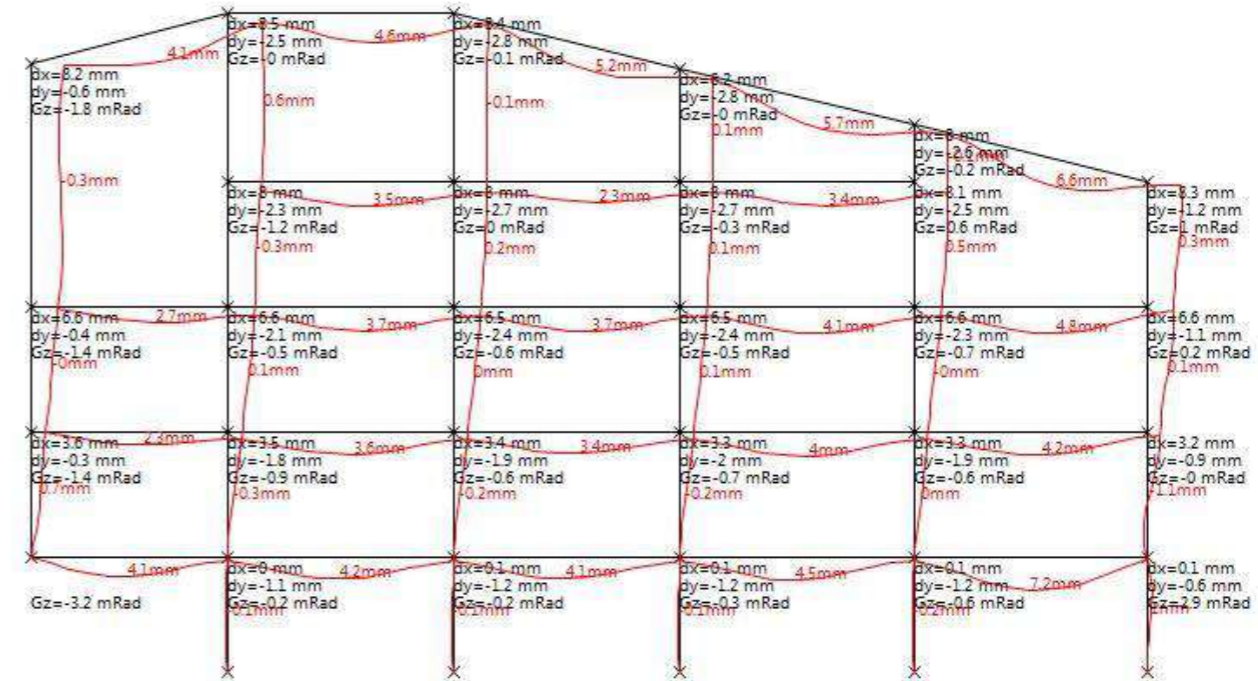 dx=8.5 mm
dy=-2.5 mm
Gz=-0 mRad
dx=8.4 mm
dy=-2.8 mm
Gz=-0.1 mRad
4.1mm
4.6mm
5.2mm
dx=8.2 mm
dy=-0.6 mm
Gz=-1.8 mRad
dx=8.2 mm
dy=-2.8 mm
Gz=-0 mRad
0.6mm
-0.1mm
0.1mm
5.7mm
dx=8 mm
dy=-2.6 mm
Gz=-0.2 mRad
-0.3mm
6.6mm
dx=8 mm
dy=-2.3 mm
Gz=-1.2 mRad
3.5mm
dx=8 mm
dy=-2.7 mm
Gz=0 mRad
2.3mm
dx=8 mm
dy=-2.7 mm
Gz=-0.3 mRad
3.4mm
dx=8.1 mm
dy=-2.5 mm
Gz=0.6 mRad
dx=8.3 mm
dy=-1.2 mm
Gz=1 mRad
-0.3mm
0.2mm
0.1mm
0.5mm
0.3mm
dx=6.6 mm
dy=-0.4 mm
Gz=-1.4 mRad
2.7mm
dx=6.6 mm
dy=-2.1 mm
Gz=-0.5 mRad
3.7mm
dx=6.5 mm
dy=-2.4 mm
Gz=-0.6 mRad
3.7mm
dx=6.5 mm
dy=-2.4 mm
Gz=-0.5 mRad
4.1mm
dx=6.6 mm
dy=-2.3 mm
Gz=-0.7 mRad
4.8mm
dx=6.6 mm
dy=-1.1 mm
Gz=0.2 mRad
-0mm
0.1mm
0mm
0.1mm
-0mm
0.1mm
dx=3.6 mm
dy=-0.3 mm
Gz=-1.4 mRad
2.3mm
dx=3.5 mm
dy=-1.8 mm
Gz=-0.9 mRad
3.6mm
dx=3.4 mm
dy=-1.9 mm
Gz=-0.6 mRad
3.4mm
dx=3.3 mm
dy=-2 mm
Gz=-0.7 mRad
4mm
dx=3.3 mm
dy=-1.9 mm
Gz=-0.6 mRad
4.2mm
dx=3.2 mm
dy=-0.9 mm
Gz=-0 mRad
0.7mm
-0.3mm
-0.2mm
-0.2mm
0mm
-1.1mm
Gz=-3.2 mRad
4.1mm
dx=0 mm
dy=-1.1 mm
Gz=-0.2 mRad
4.2mm
dx=0.1 mm
dy=-1.2 mm
Gz=-0.2 mRad
4.1mm
dx=0.1 mm
dy=-1.2 mm
Gz=-0.3 mRad
4.5mm
dx=0.1 mm
dy=-1.2 mm
Gz=-0.6 mRad
7.2mm
dx=0.1 mm
dy=-0.6 mm
Gz=2.9 mRad
-0.1mm
-0.1mm
-0.1mm
-0.2mm
1mm